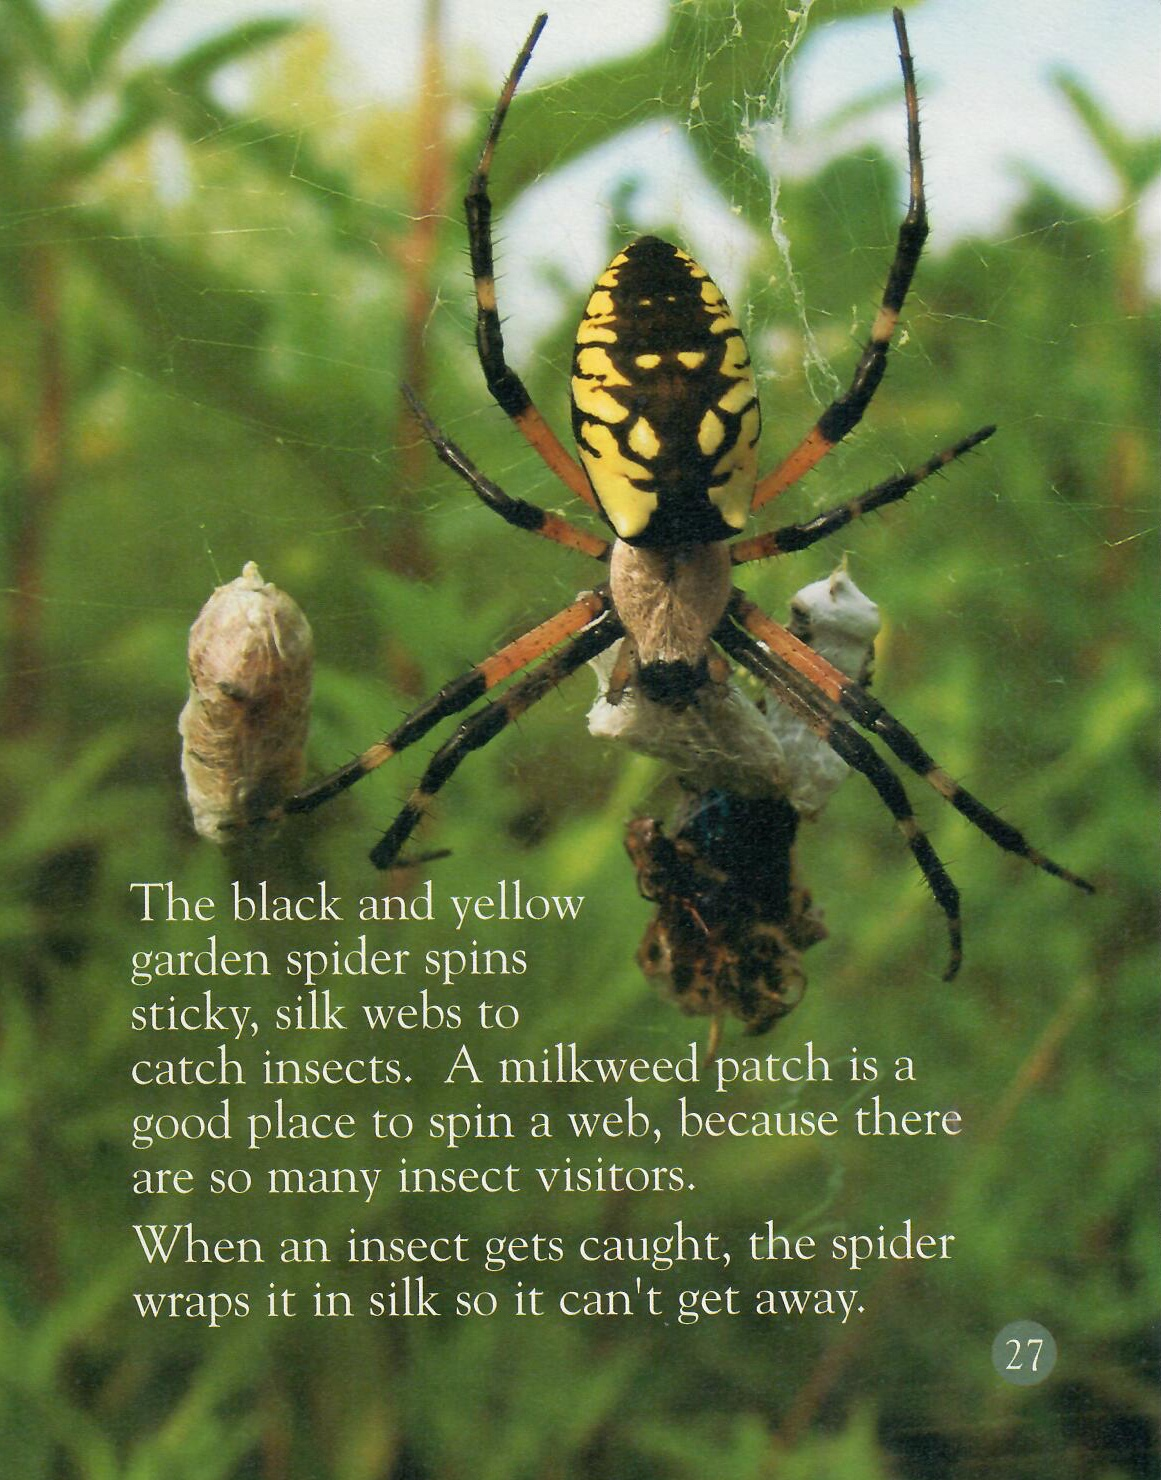 The black and yellow
garden spider spins
sticky, silk webs to
catch insects.  A milkweed patch is a
good place to spin a web, because there
are so many insect visitors.
When an insect gets caught, the spider
wraps it in silk so it can't get away.
27